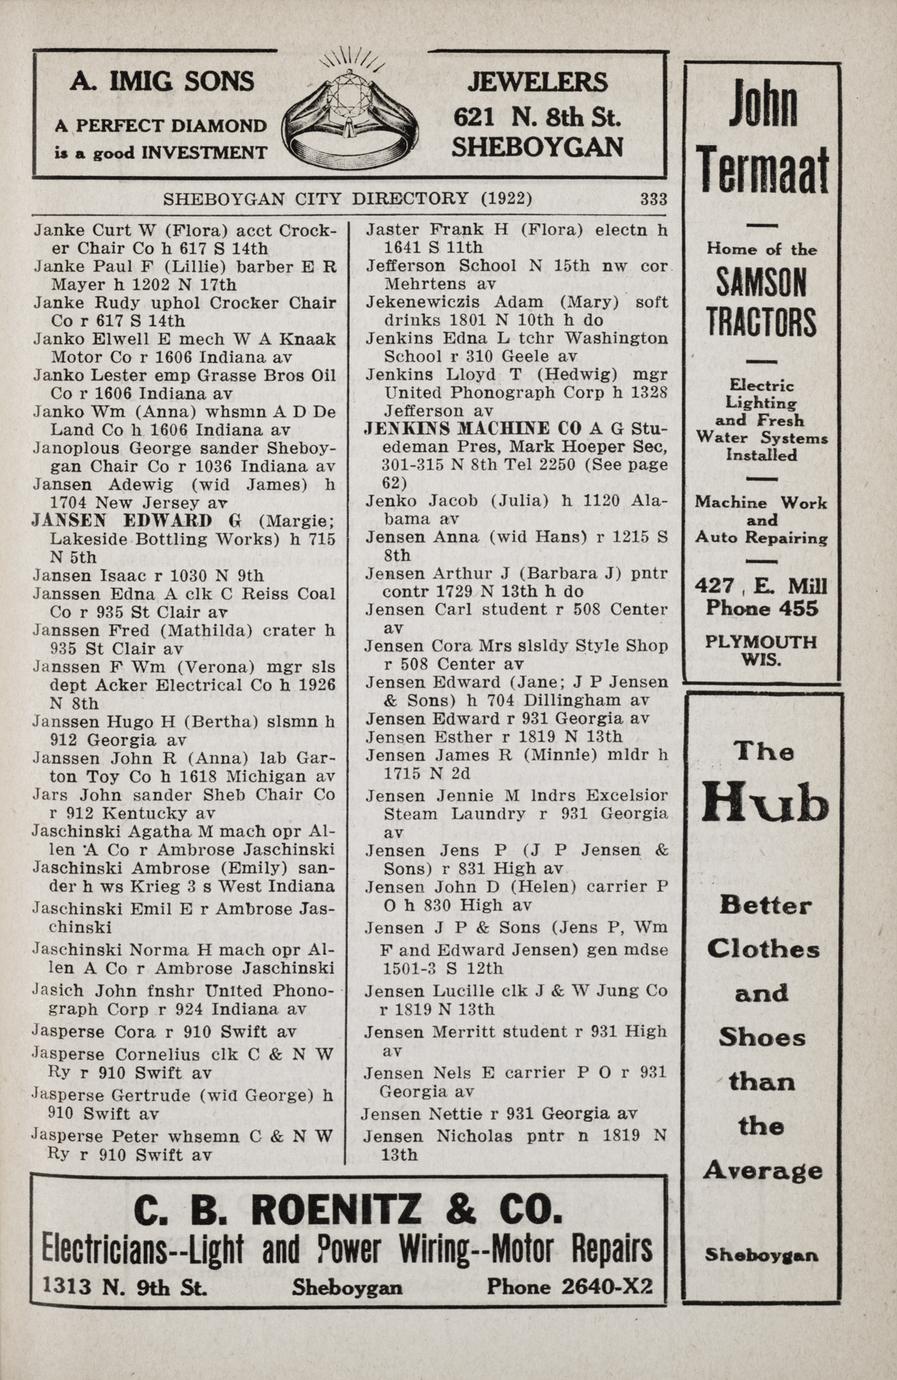 A. IMIG SONS
A PERFECT DIAMOND
is a good INVESTMENT
JEWELERS
621 N. 8th St.
SHEBOYGAN
SHEBOYGAN CITY DIRECTORY (1922) 333
Janke Curt W (Flora) acct Crock-
er Chair Co h 617 S 14th
Janke Paul F (Lillie) barber E R
Mayer h 1202 N 17th
Janke Rudy uphol Crocker Chair
Co r 617 S 14th
Janko Elwell E mech W A Knaak
Motor Co r 1606 Indiana av
Janko Lester emp Grasse Bros Oil
Co r 1606 Indiana av
Janko Wm (Anna) whsmn A D De
Land Co h 1606 Indiana av
Janoplous George sander Sheboy-
gan Chair Co r 1036 Indiana av
Jansen Adewig (wid James) h
1704 New Jersey av
JANSEN EDWARD G (Margie;
Lakeside Bottling Works) h 715
N 5th
Jansen Isaac r 1030 N 9th
Janssen Edna A clk C Reiss Coal
Co r 935 St Clair av
Janssen Fred (Mathilda) crater h
935 St Clair av
Janssen F Wm (Verona) mgr sls
dept Acker Electrical Co h 1926
N 8th
Janssen Hugo H (Bertha) slsmn h
912 Georgia av
Janssen John R (Anna) lab Gar-
ton Toy Co h 1618 Michigan av
Jars John sander Sheb Chair Co
r 912 Kentucky av
Jaschinski Agatha M mach opr Al-
len A Co r Ambrose Jaschinski
Jaschinski Ambrose (Emily) san-
der h ws Krieg 3 s West Indiana
Jaschinski Emil E r Ambrose Jas-
chinski
Jaschinski Norma H mach opr Al-
len A Co r Ambrose Jaschinski
Jasich John fnshr United Phono-
graph Corp r 924 Indiana av
Jasperse Cora r 910 Swift av
Jasperse Cornelius clk C & N W
Ry r 910 Swift av
Jasperse Gertrude (wid George) h
910 Swift av
Jasperse Peter whsemn C & N W
Ry r 910 Swift av
Jaster Frank H (Flora) electn h
1641 S 11th
Jefferson School N 15th nw cor
Mehrtens av
Jekenewiczis Adam (Mary) soft
drinks 1801 N 10th h do
Jenkins Edna L tchr Washington
School r 310 Geele av
Jenkins Lloyd T (Hedwig) mgr
United Phonograph Corp h 1328
Jefferson av
JENKINS MACHINE CO A G Stu-
edeman Pres, Mark Hoeper Sec,
301-315 N 8th Tel 2250 (See page
62)
Jenko Jacob (Julia) h 1120 Ala-
bama av
Jensen Anna (wid Hans) r 1215 S
8th
Jensen Arthur J (Barbara J) pntr
contr 1729 N 13th h do
Jensen Carl student r 508 Center
av
Jensen Cora Mrs slsldy Style Shop
r 508 Center av
Jensen Edward (Jane; J P Jensen
& Sons) h 704 Dillingham av
Jensen Edward r 931 Georgia av
Jensen Esther r 1819 N 13th
Jensen James R (Minnie) mldr h
1715 N 2d
Jensen Jennie M lndrs Excelsior
Steam Laundry r 931 Georgia
av
Jensen Jens P (J P Jensen &
Sons) r 831 High av
Jensen John D (Helen) carrier P
O h 830 High av
Jensen J P & Sons (Jens P, Wm
F and Edward Jensen) gen mdse
1501-3 S 12th
Jensen Lucille clk J & W Jung Co
r 1819 N 13th
Jensen Merritt student r 931 High
av
Jensen Nels E carrier P O r 931
Georgia av
Jensen Nettie r 931 Georgia av
Jensen Nicholas pntr n 1819 N
13th
C. B. ROENITZ & CO.
Electricians--Light and Power Wiring--Motor Repairs
1313 N. 9th St. Sheboygan Phone 2640-X2
John
Termaat
Home of the
SAMSON
TRACTORS
Electric
Lighting
and Fresh
Water Systems
Installed
Machine Work
and
Auto Repairing
427 E. Mill
Phone 455
PLYMOUTH
WIS.
The
Hub
Better
Clothes
and
Shoes
than
the
Average
Sheboygan